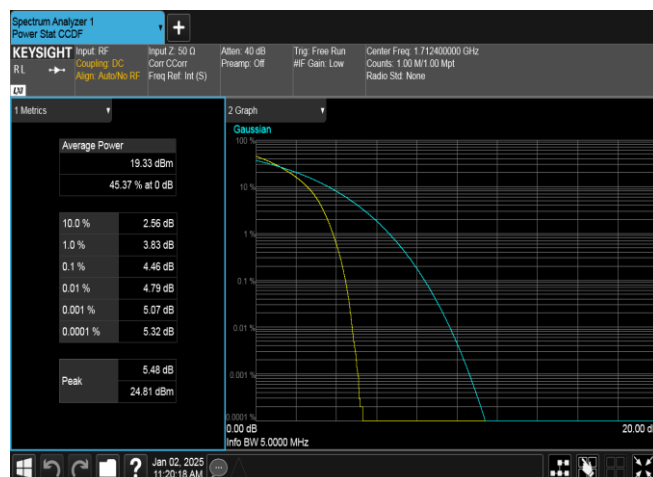 Spectrum Analyzer 1
Power Stat CCDF
+
KEYSIGHT
RL
LXI
Input: RF
Coupling: DC
Align: Auto/No RF
Input Z: 50 Ω
Corr CCorr
Freq Ref: Int (S)
Atten: 40 dB
Preamp: Off
Trig: Free Run
#IF Gain: Low
Center Freq: 1.712400000 GHz
Counts: 1.00 M/1.00 Mpt
Radio Std: None
1 Metrics
Average Power
19.33 dBm
45.37 % at 0 dB
10.0 % 2.56 dB
1.0 % 3.83 dB
0.1 % 4.46 dB
0.01 % 4.79 dB
0.001 % 5.07 dB
0.0001 % 5.32 dB
Peak
5.48 dB
24.81 dBm
2 Graph
Gaussian
100 %
10 %
1 %
0.1 %
0.01 %
0.001 %
0.0001 %
0.00 dB
20.00 d
Info BW 5.0000 MHz
?
Jan 02, 2025
11:20:18 AM